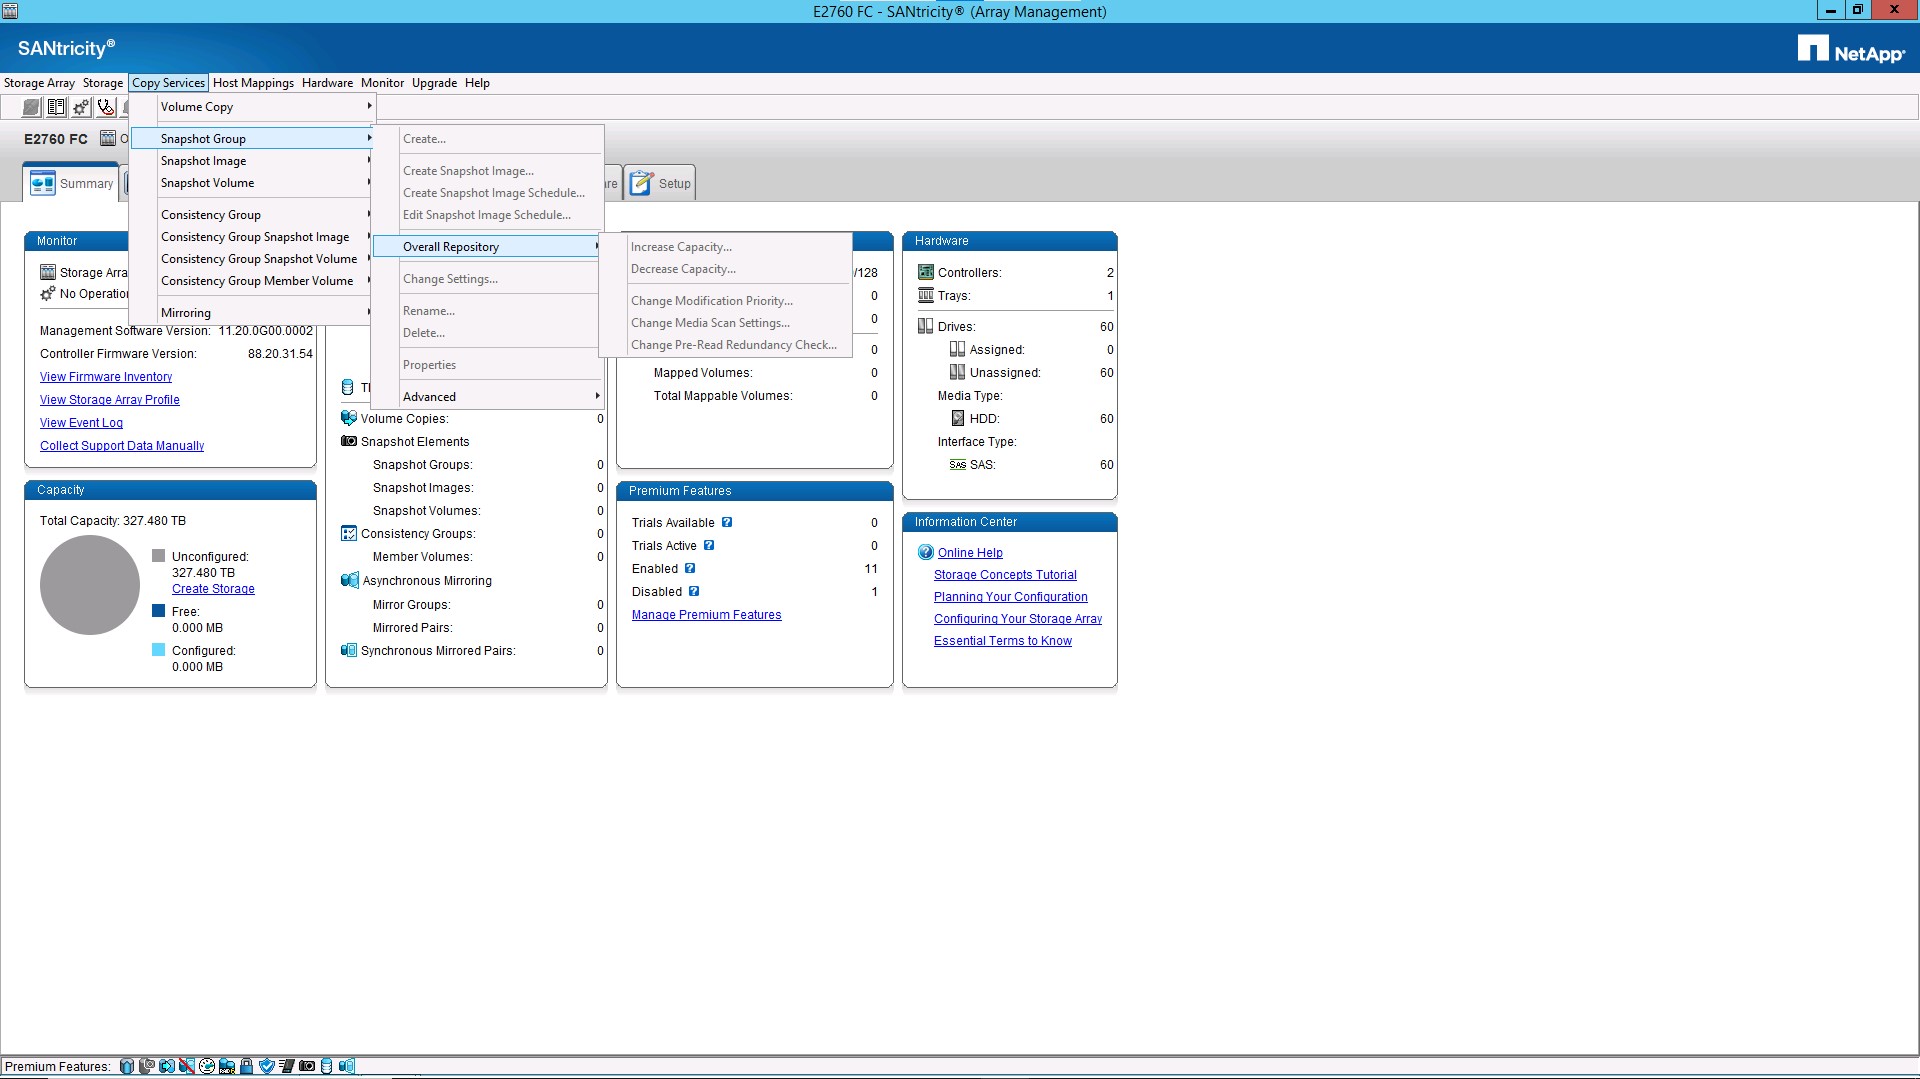 E2760 FC - SANtricity® (Array Management)
SANtricity®
NetApp®
Storage Array Storage Copy Services Host Mappings Hardware Monitor Upgrade Help
E2760 FC
Summary
Setup
Volume Copy
Snapshot Group
Snapshot Image
Snapshot Volume
Consistency Group
Consistency Group Snapshot Image
Consistency Group Snapshot Volume
Consistency Group Member Volume
Mirroring
Create...
Create Snapshot Image...
Create Snapshot Image Schedule...
Edit Snapshot Image Schedule...
Overall Repository
Change Settings...
Rename...
Delete...
Properties
Advanced
Increase Capacity...
Decrease Capacity...
Change Modification Priority...
Change Media Scan Settings...
Change Pre-Read Redundancy Check...
Monitor
Storage Arra
No Operation
Management Software Version: 11.20.0G00.0002
Controller Firmware Version: 88.20.31.54
View Firmware Inventory
View Storage Array Profile
View Event Log
Collect Support Data Manually
Capacity
Total Capacity: 327.480 TB
Unconfigured:
327.480 TB
Create Storage
Free:
0.000 MB
Configured:
0.000 MB
Volume Copies: 0
Snapshot Elements
Snapshot Groups: 0
Snapshot Images: 0
Snapshot Volumes: 0
Consistency Groups: 0
Member Volumes: 0
Asynchronous Mirroring
Mirror Groups: 0
Mirrored Pairs: 0
Synchronous Mirrored Pairs: 0
/128
0
0
0
Mapped Volumes: 0
Total Mappable Volumes: 0
Premium Features
Trials Available ? 0
Trials Active ? 0
Enabled ? 11
Disabled ? 1
Manage Premium Features
Hardware
Controllers: 2
Trays: 1
Drives: 60
Assigned: 0
Unassigned: 60
Media Type:
HDD: 60
Interface Type:
SAS SAS: 60
Information Center
? Online Help
Storage Concepts Tutorial
Planning Your Configuration
Configuring Your Storage Array
Essential Terms to Know
Premium Features: